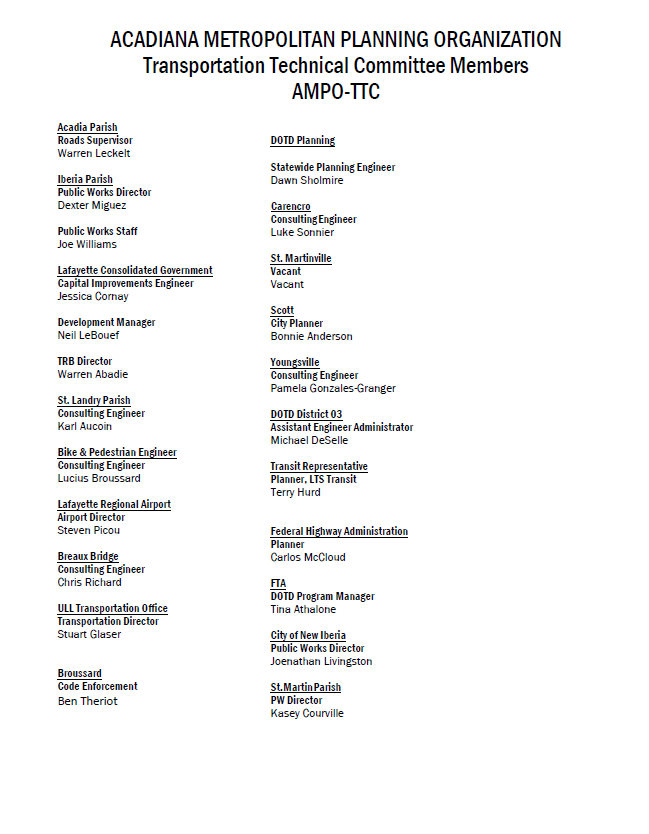 ACADIANA METROPOLITAN PLANNING ORGANIZATION
Transportation Technical Committee Members
AMPO-TTC
Acadia Parish
Roads Supervisor
Warren Leckelt
Iberia Parish
Public Works Director
Dexter Miguez
Public Works Staff
Joe Williams
Lafayette Consolidated Government
Capital Improvements Engineer
Jessica Cornay
Development Manager
Neil LeBouef
TRB Director
Warren Abadie
St. Landry Parish
Consulting Engineer
Karl Aucoin
Bike & Pedestrian Engineer
Consulting Engineer
Lucius Broussard
Lafayette Regional Airport
Airport Director
Steven Picou
Breaux Bridge
Consulting Engineer
Chris Richard
ULL Transportation Office
Transportation Director
Stuart Glaser
Broussard
Code Enforcement
Ben Theriot
DOTD Planning
Statewide Planning Engineer
Dawn Sholmire
Carencro
Consulting Engineer
Luke Sonnier
St. Martinville
Vacant
Vacant
Scott
City Planner
Bonnie Anderson
Youngsville
Consulting Engineer
Pamela Gonzales-Granger
DOTD District 03
Assistant Engineer Administrator
Michael DeSelle
Transit Representative
Planner, LTS Transit
Terry Hurd
Federal Highway Administration
Planner
Carlos McCloud
FTA
DOTD Program Manager
Tina Athalone
City of New Iberia
Public Works Director
Joenathan Livingston
St.Martin Parish
PW Director
Kasey Courville